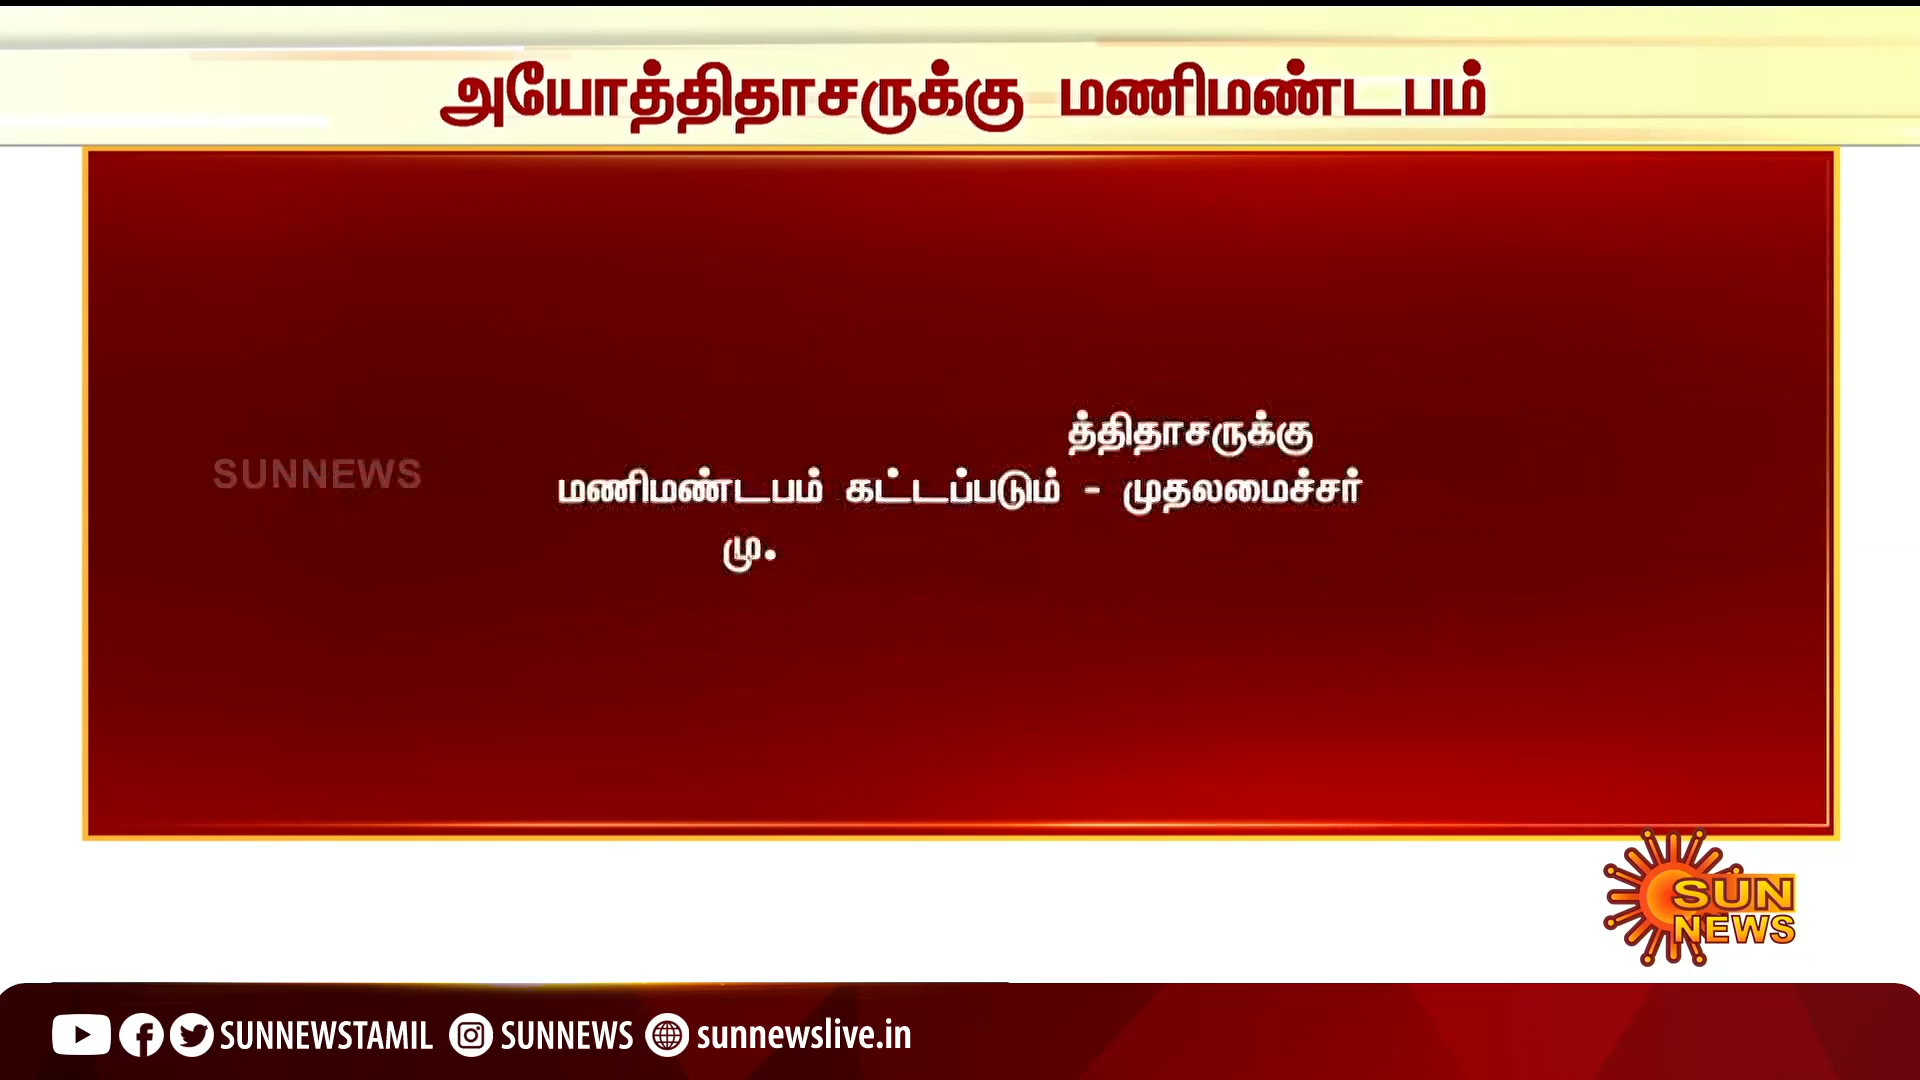 அயோத்திதாசருக்கு மணிமண்டபம்
த்திதாசருக்கு
SUNNEWS
மணிமண்டபம் கட்டப்படும் - முதலமைச்சர்
மு.
SUN
NEWS
SUNNEWSTAMIL SUNNEWS sunnewslive.in